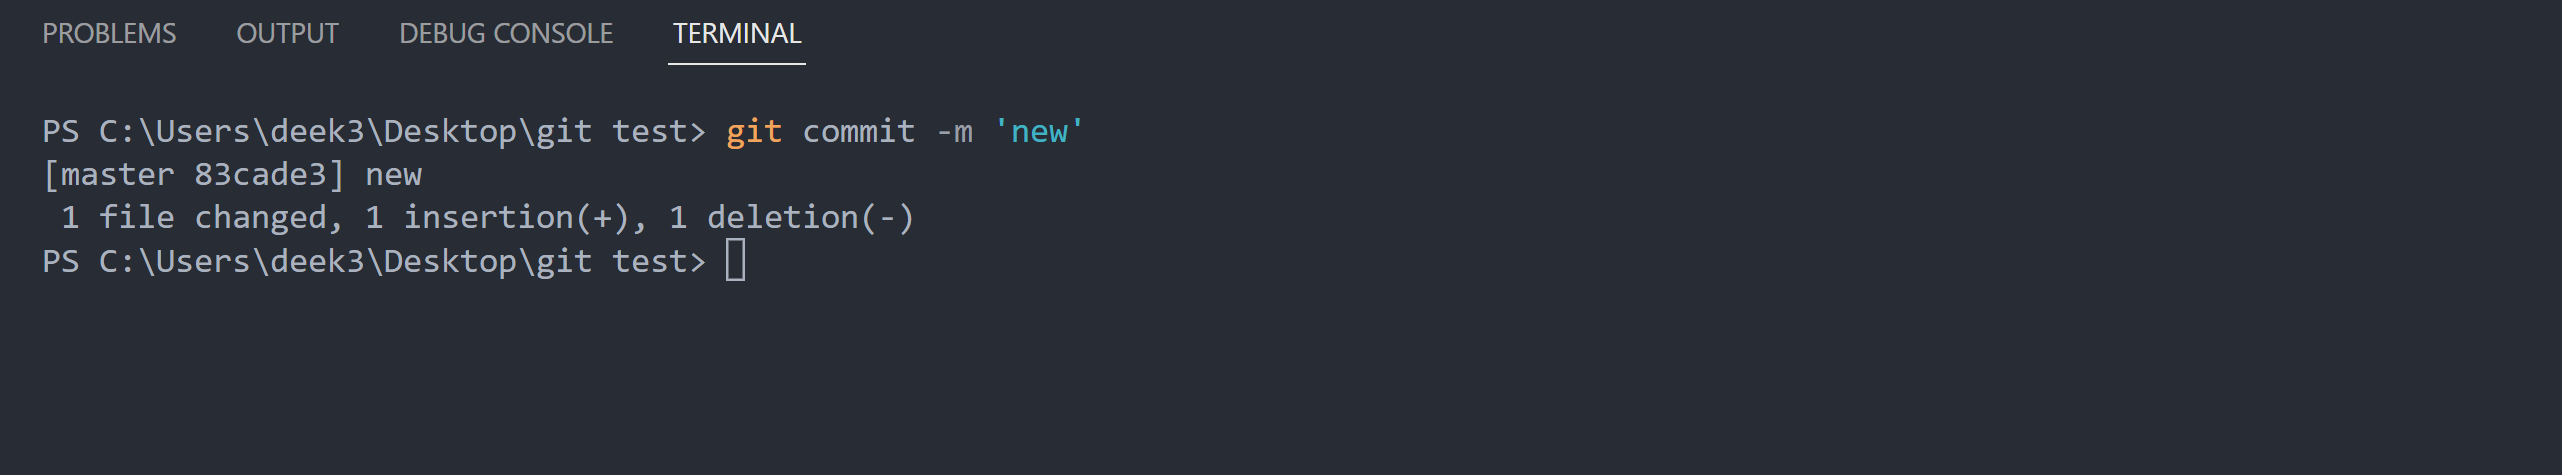 PROBLEMS OUTPUT DEBUG CONSOLE TERMINAL
PS C:\Users\deek3\Desktop\git test> git commit -m 'new'
[master 83cade3] new
 1 file changed, 1 insertion(+), 1 deletion(-)
PS C:\Users\deek3\Desktop\git test>